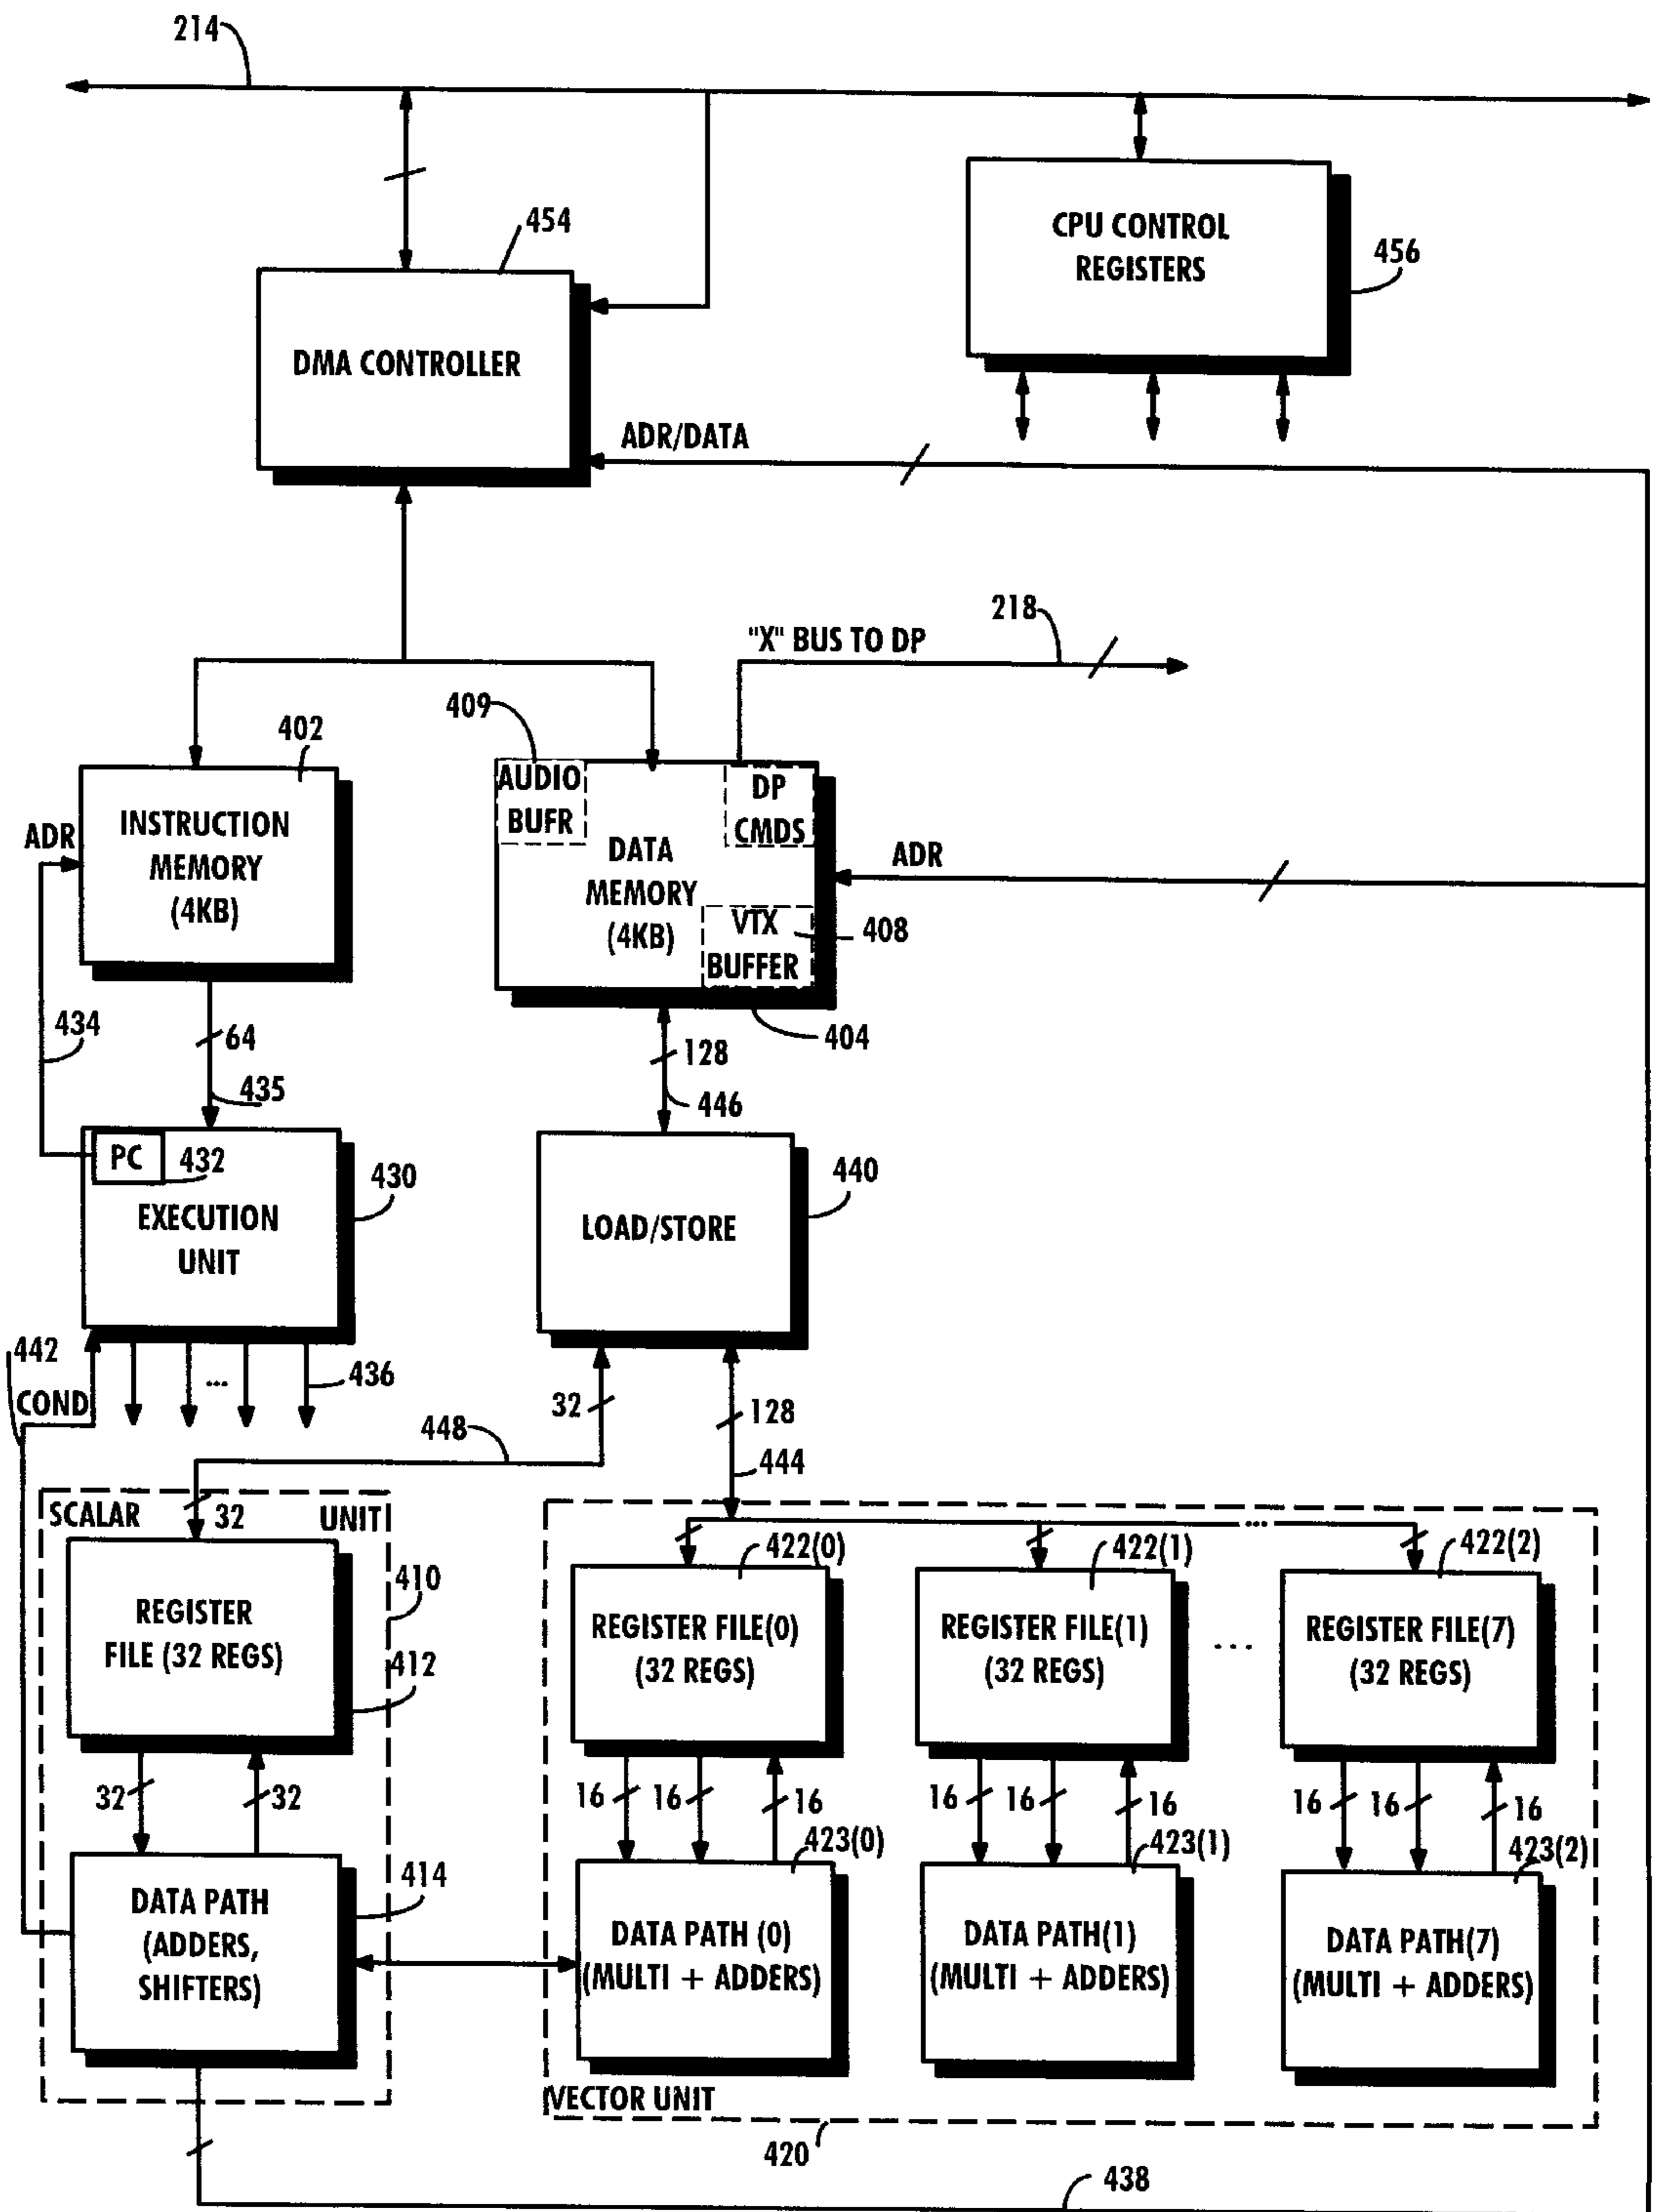 214
454
CPU CONTROL
REGISTERS
456
DMA CONTROLLER
ADR/DATA
218
"X" BUS TO DP
409
402
AUDIO
BUFR
DP
CMDS
ADR
INSTRUCTION
MEMORY
(4KB)
DATA
MEMORY
(4KB)
ADR
VTX
BUFFER
408
404
434
64
435
128
446
PC
432
430
EXECUTION
UNIT
440
LOAD/STORE
442
COND
...
436
32
128
448
444
SCALAR UNIT
32
...
422(0)
422(1)
422(2)
410
REGISTER
FILE (32 REGS)
412
REGISTER FILE(0)
(32 REGS)
REGISTER FILE(1)
(32 REGS)
...
REGISTER FILE(7)
(32 REGS)
32
32
16
16
16
16
16
16
16
16
16
423(0)
423(1)
423(2)
414
DATA PATH
(ADDERS,
SHIFTERS)
DATA PATH (0)
(MULTI + ADDERS)
DATA PATH(1)
(MULTI + ADDERS)
DATA PATH(7)
(MULTI + ADDERS)
VECTOR UNIT
420
438